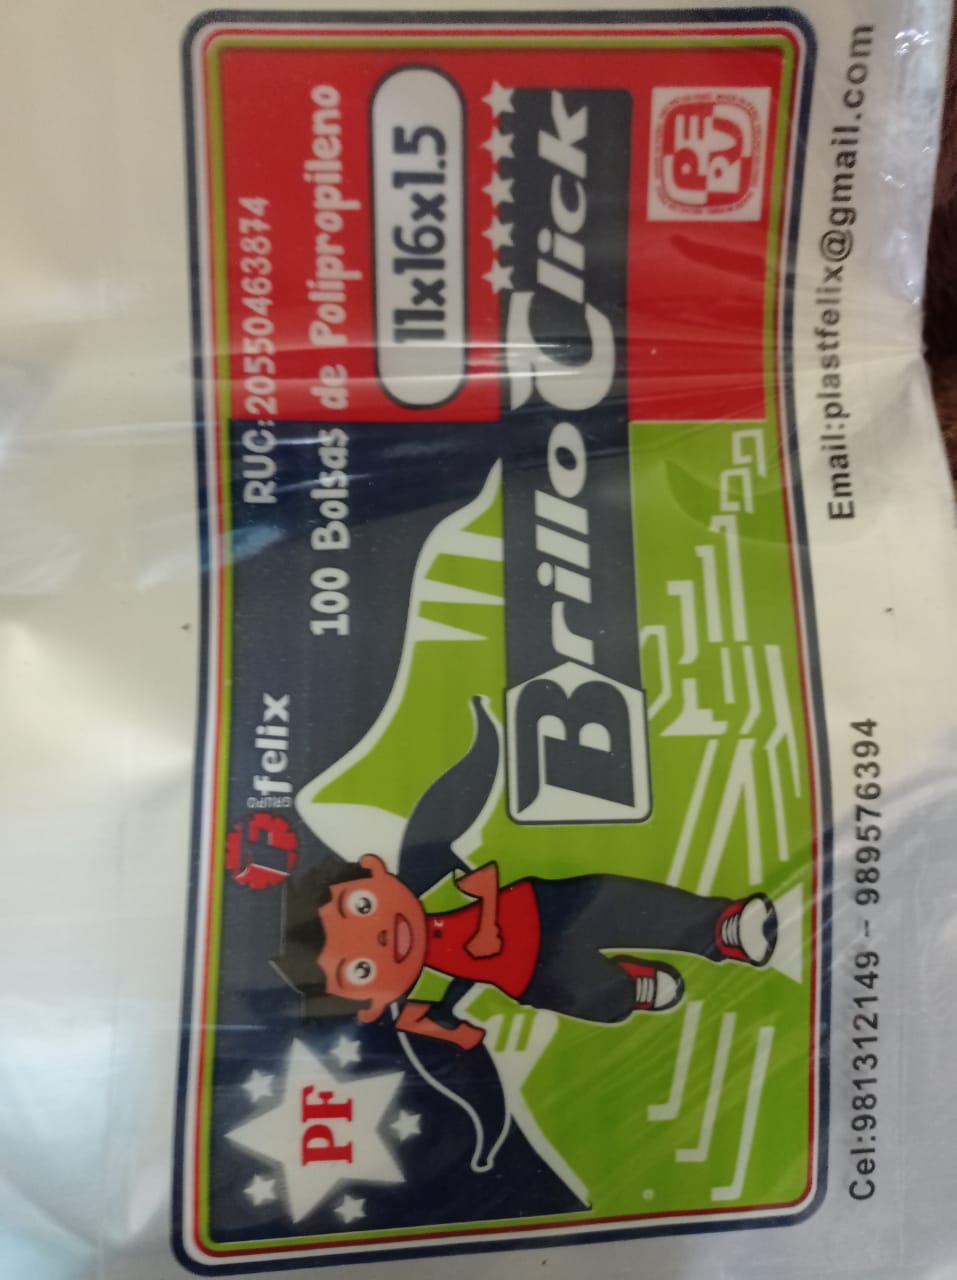 RUC:20550463874
GRUPO
felix
100 Bolsas de Polipropileno
11x16x1.5
PF
Brillo Click
PERU
Cel:981312149 - 989576394
Email:plastfelix@gmail.com